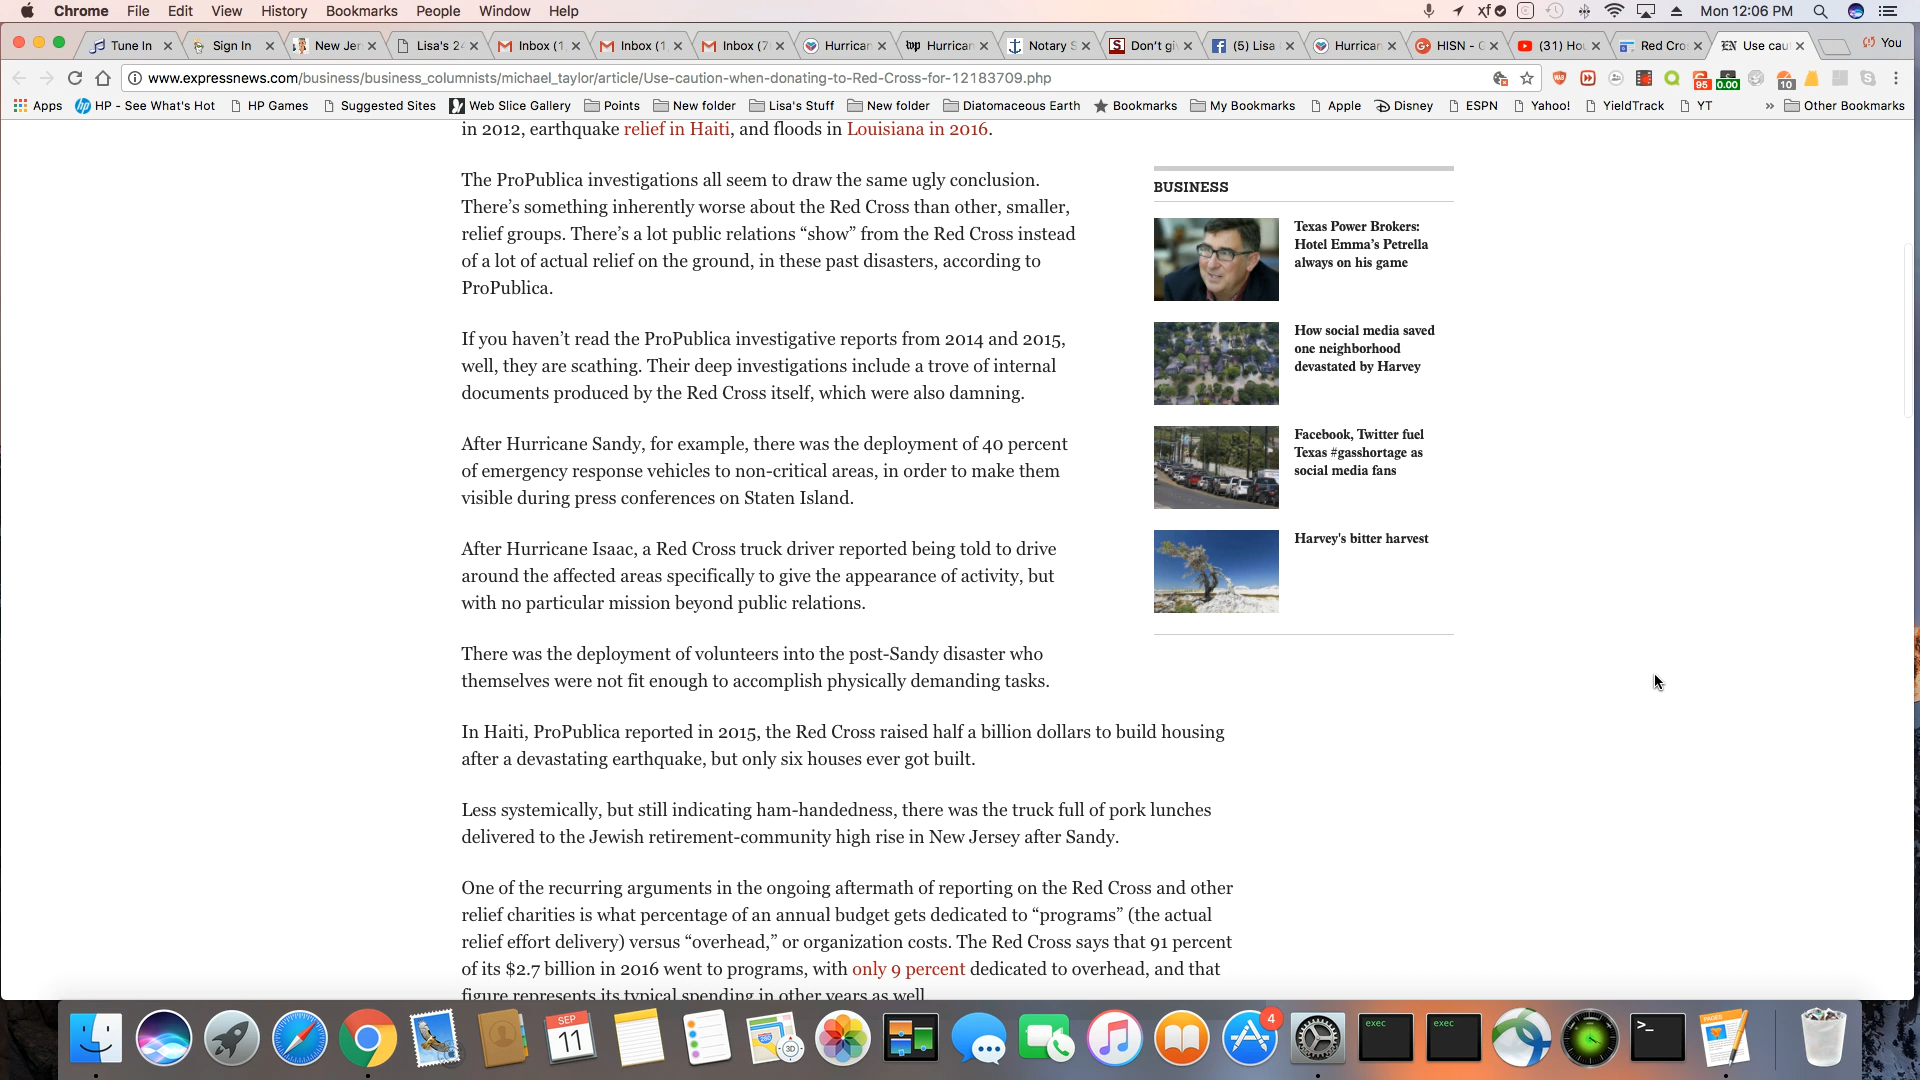 Chrome File Edit View History Bookmarks People Window Help Mon 12:06 PM
Tune In Sign In New Jer Lisa's 24 Inbox (1 Inbox (1 Inbox (7 Hurrican Hurrican Notary S Don't gi (5) Lisa Hurrican HISN - G (31) Hou Red Cro Use cau You
www.expressnews.com/business/business_columnists/michael_taylor/article/Use-caution-when-donating-to-Red-Cross-for-12183709.php
95 0.00 10
Apps HP - See What's Hot HP Games Suggested Sites Web Slice Gallery Points New folder Lisa's Stuff New folder Diatomaceous Earth Bookmarks My Bookmarks Apple Disney ESPN Yahoo! YieldTrack YT » Other Bookmarks
in 2012, earthquake relief in Haiti, and floods in Louisiana in 2016.
The ProPublica investigations all seem to draw the same ugly conclusion.
There's something inherently worse about the Red Cross than other, smaller,
relief groups. There's a lot public relations “show” from the Red Cross instead
of a lot of actual relief on the ground, in these past disasters, according to
ProPublica.
If you haven't read the ProPublica investigative reports from 2014 and 2015,
well, they are scathing. Their deep investigations include a trove of internal
documents produced by the Red Cross itself, which were also damning.
After Hurricane Sandy, for example, there was the deployment of 40 percent
of emergency response vehicles to non-critical areas, in order to make them
visible during press conferences on Staten Island.
After Hurricane Isaac, a Red Cross truck driver reported being told to drive
around the affected areas specifically to give the appearance of activity, but
with no particular mission beyond public relations.
There was the deployment of volunteers into the post-Sandy disaster who
themselves were not fit enough to accomplish physically demanding tasks.
In Haiti, ProPublica reported in 2015, the Red Cross raised half a billion dollars to build housing
after a devastating earthquake, but only six houses ever got built.
Less systemically, but still indicating ham-handedness, there was the truck full of pork lunches
delivered to the Jewish retirement-community high rise in New Jersey after Sandy.
One of the recurring arguments in the ongoing aftermath of reporting on the Red Cross and other
relief charities is what percentage of an annual budget gets dedicated to “programs” (the actual
relief effort delivery) versus “overhead,” or organization costs. The Red Cross says that 91 percent
of its $2.7 billion in 2016 went to programs, with only 9 percent dedicated to overhead, and that
figure represents its typical spending in other years as well
BUSINESS
Texas Power Brokers:
Hotel Emma's Petrella
always on his game
How social media saved
one neighborhood
devastated by Harvey
Facebook, Twitter fuel
Texas #gasshortage as
social media fans
Harvey's bitter harvest
SEP
11
3D
4
exec
exec
>_
PAGES